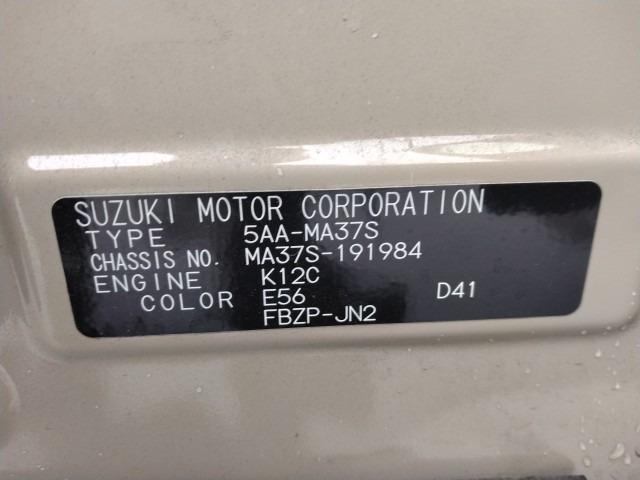 SUZUKI MOTOR CORPORATION
TYPE 5AA-MA37S
CHASSIS NO. MA37S-191984
ENGINE K12C
COLOR E56 D41
FBZP-JN2